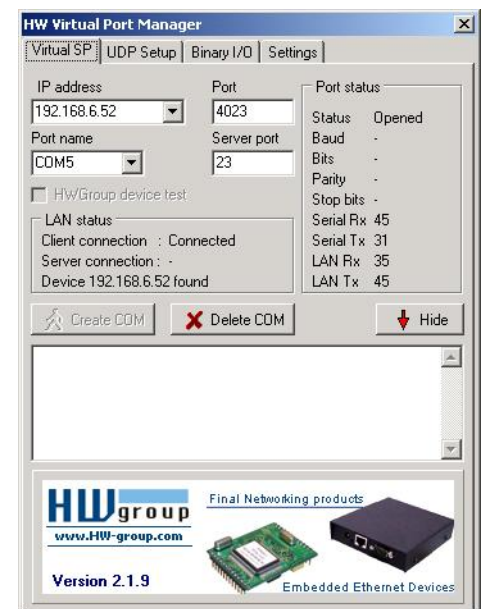 HW Virtual Port Manager
Virtual SP UDP Setup Binary I/O Settings
IP address Port
192.168.6.52 4023
Port name Server port
COM5 23
HWGroup device test
LAN status
Client connection : Connected
Server connection : -
Device 192.168.6.52 found
Port status
Status Opened
Baud -
Bits -
Parity -
Stop bits -
Serial Rx 45
Serial Tx 31
LAN Rx 35
LAN Tx 45
Create COM Delete COM Hide
HWgroup
www.HW-group.com
Version 2.1.9
Final Networking products
Embedded Ethernet Devices